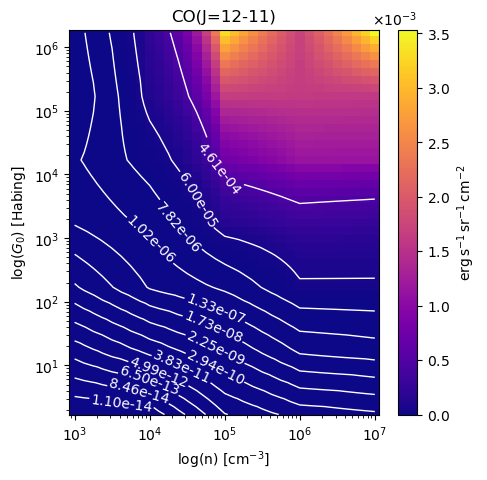 CO(J=12-11)
×10⁻³
log(G₀) [Habing]
10⁶
10⁵
10⁴
10³
10²
10¹
4.61e-04
6.00e-05
7.82e-06
1.02e-06
1.33e-07
1.73e-08
2.25e-09
2.94e-10
3.83e-11
4.99e-12
6.50e-13
8.46e-14
1.10e-14
10³ 10⁴ 10⁵ 10⁶ 10⁷
log(n) [cm⁻³]
3.5
3.0
2.5
2.0
1.5
1.0
0.5
0.0
erg s⁻¹ sr⁻¹ cm⁻²